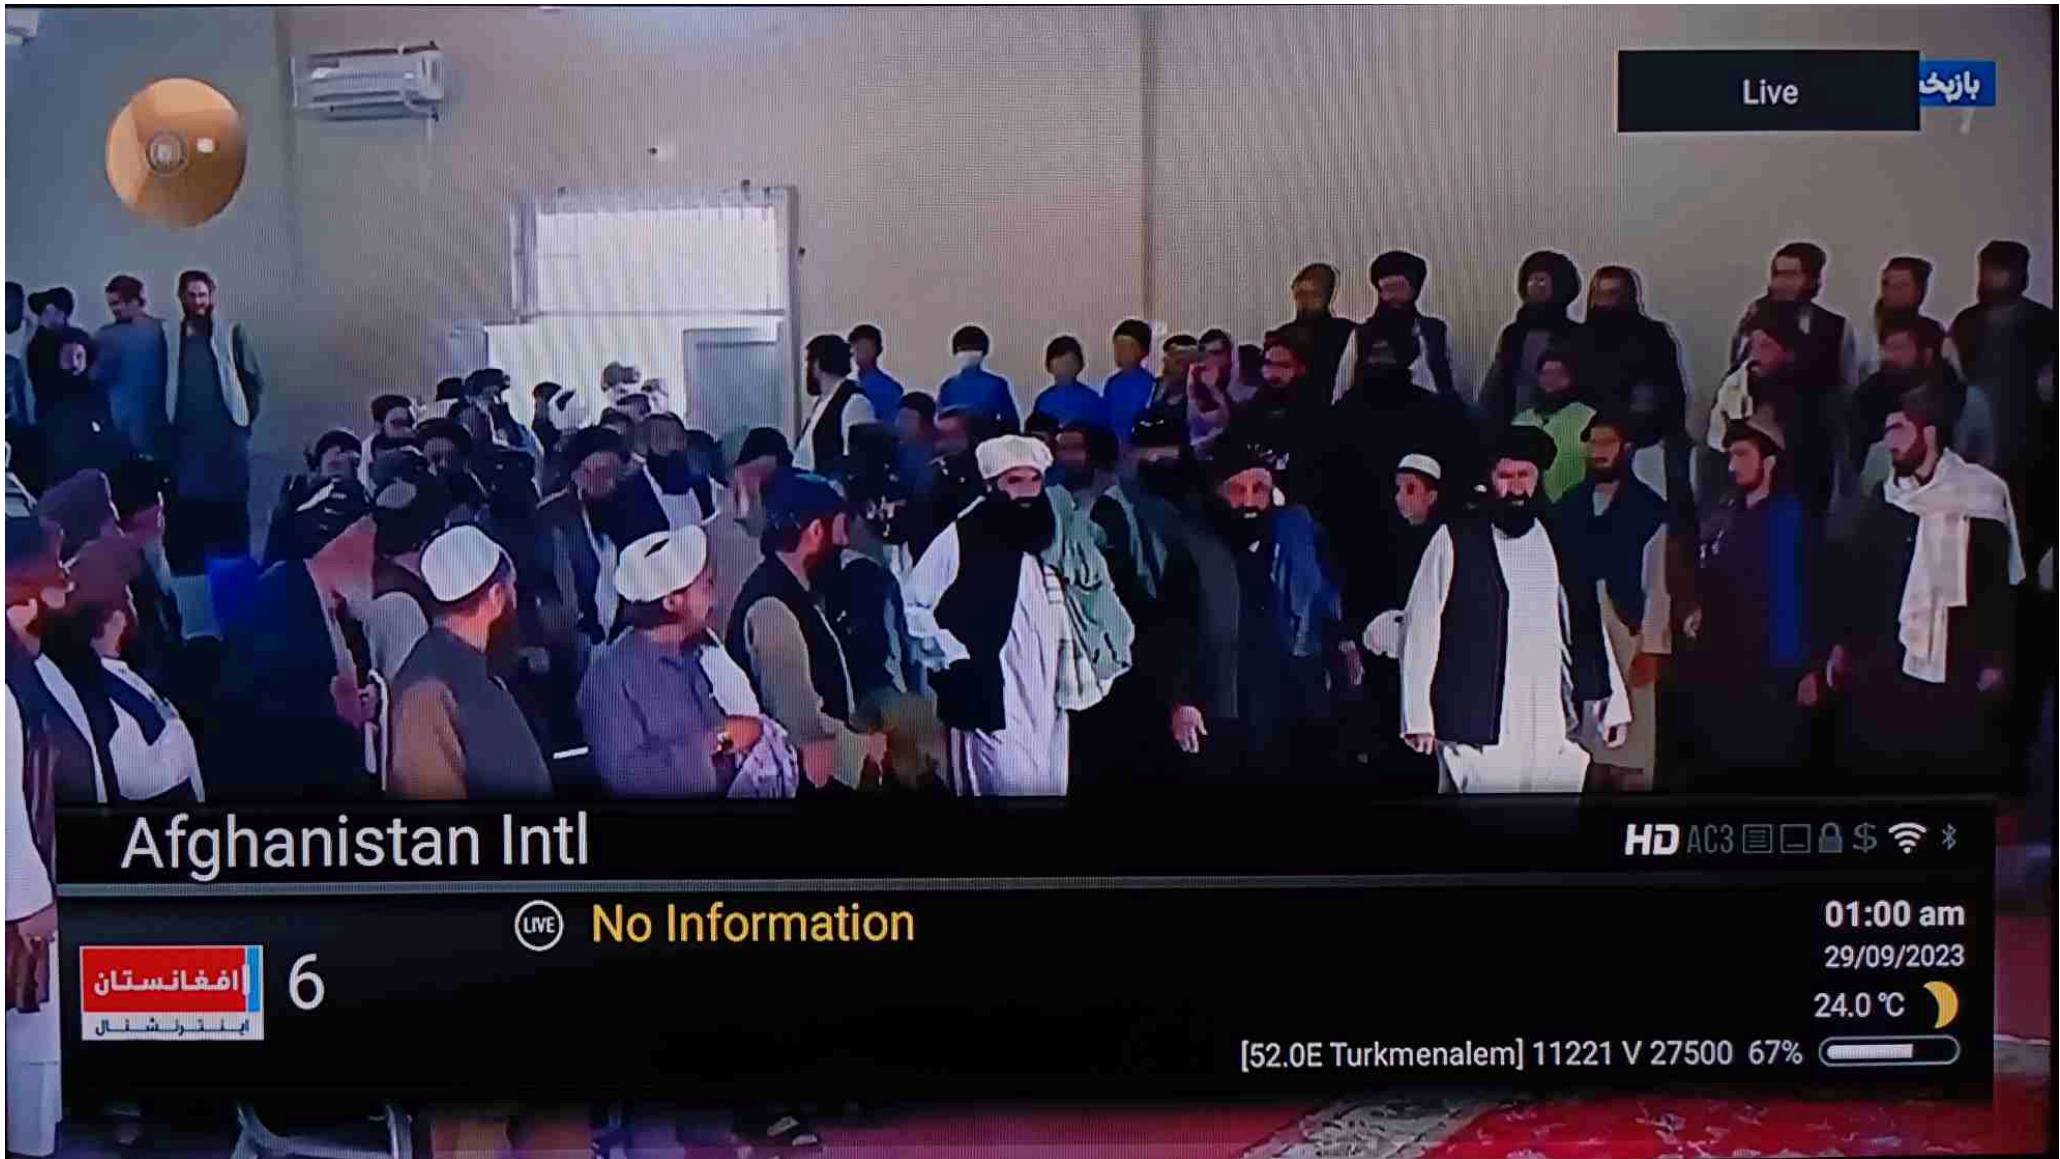 Live
بازپخ
Afghanistan Intl
HD AC3 $
LIVE No Information
01:00 am
29/09/2023
افغانستان
اینترنشنال
6
24.0 °C
[52.0E Turkmenalem] 11221 V 27500 67%